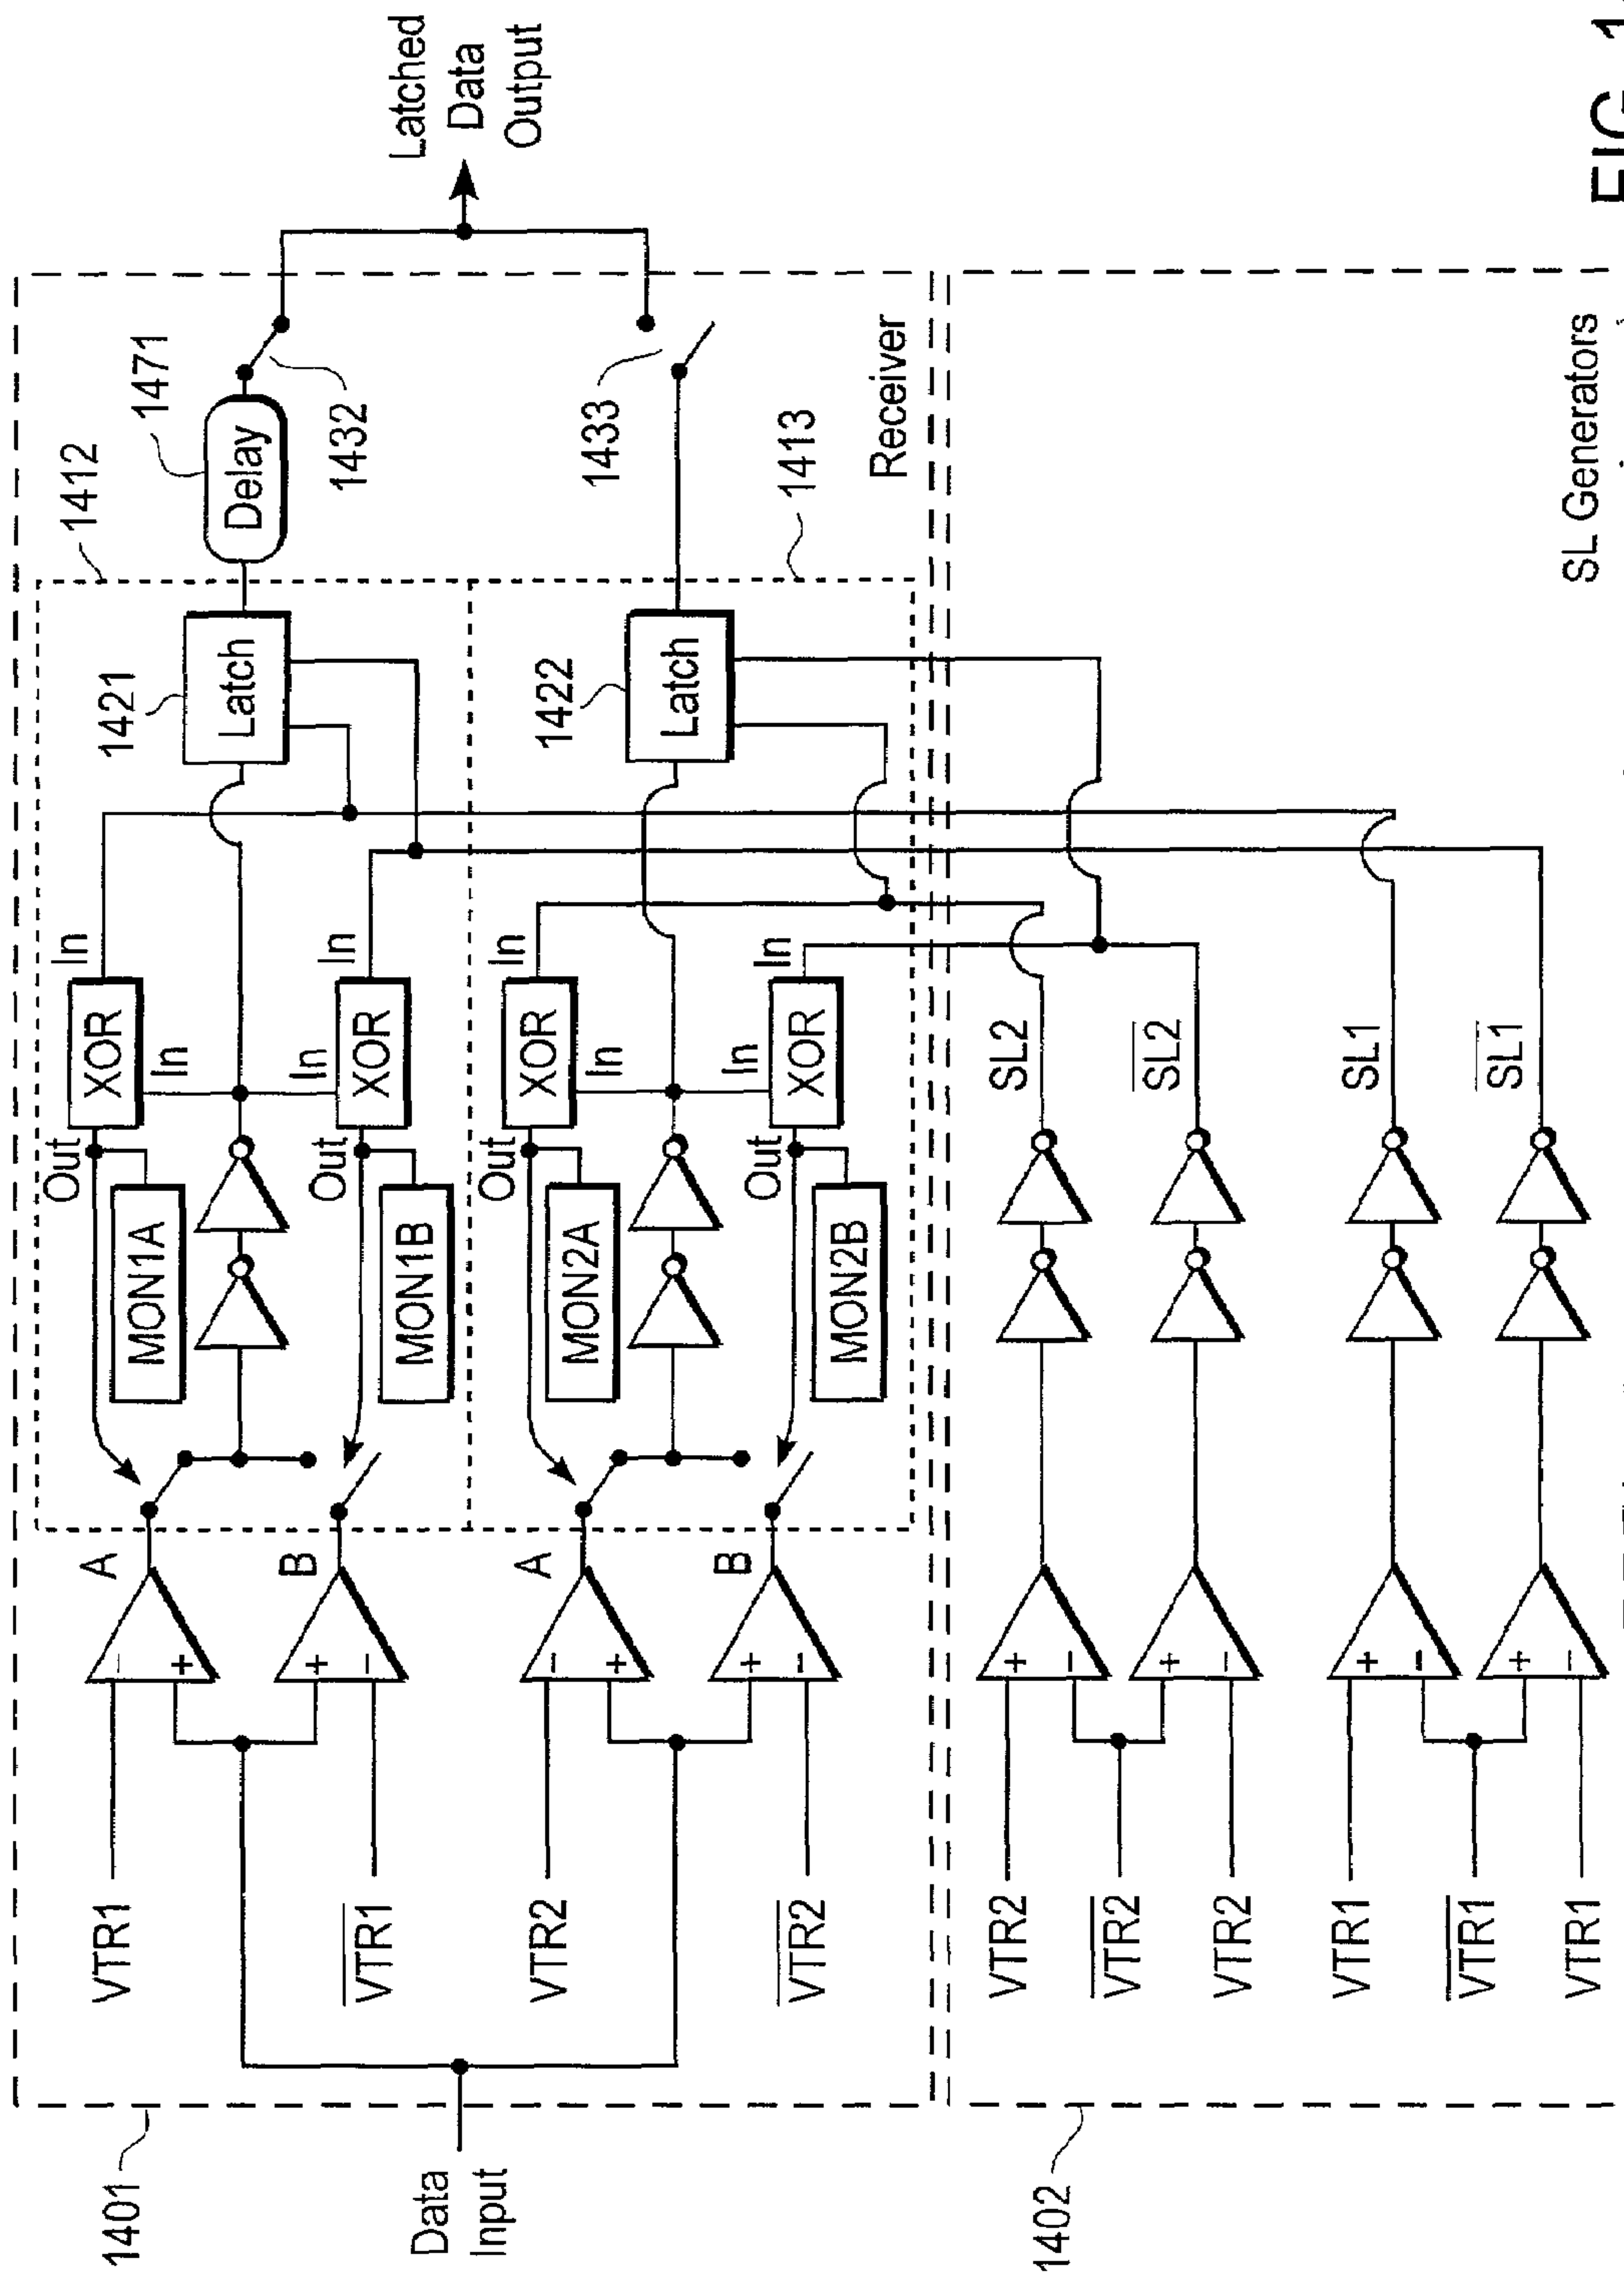 1401
Data
Input
VTR1
VTR1
VTR2
VTR2
A
B
A
B
+
-
+
-
-
+
+
-
MON1A
MON1B
MON2A
MON2B
Out
Out
Out
Out
XOR
XOR
XOR
XOR
In
In
In
In
In
In
In
In
1421
Latch
1422
Latch
1412
1413
Delay
1471
1432
1433
Receiver
Latched
Data
Output
1402
VTR2
VTR2
VTR2
VTR1
VTR1
VTR1
+
-
+
-
+
-
+
-
SL2
SL2
SL1
SL1
SL Generators
FIG